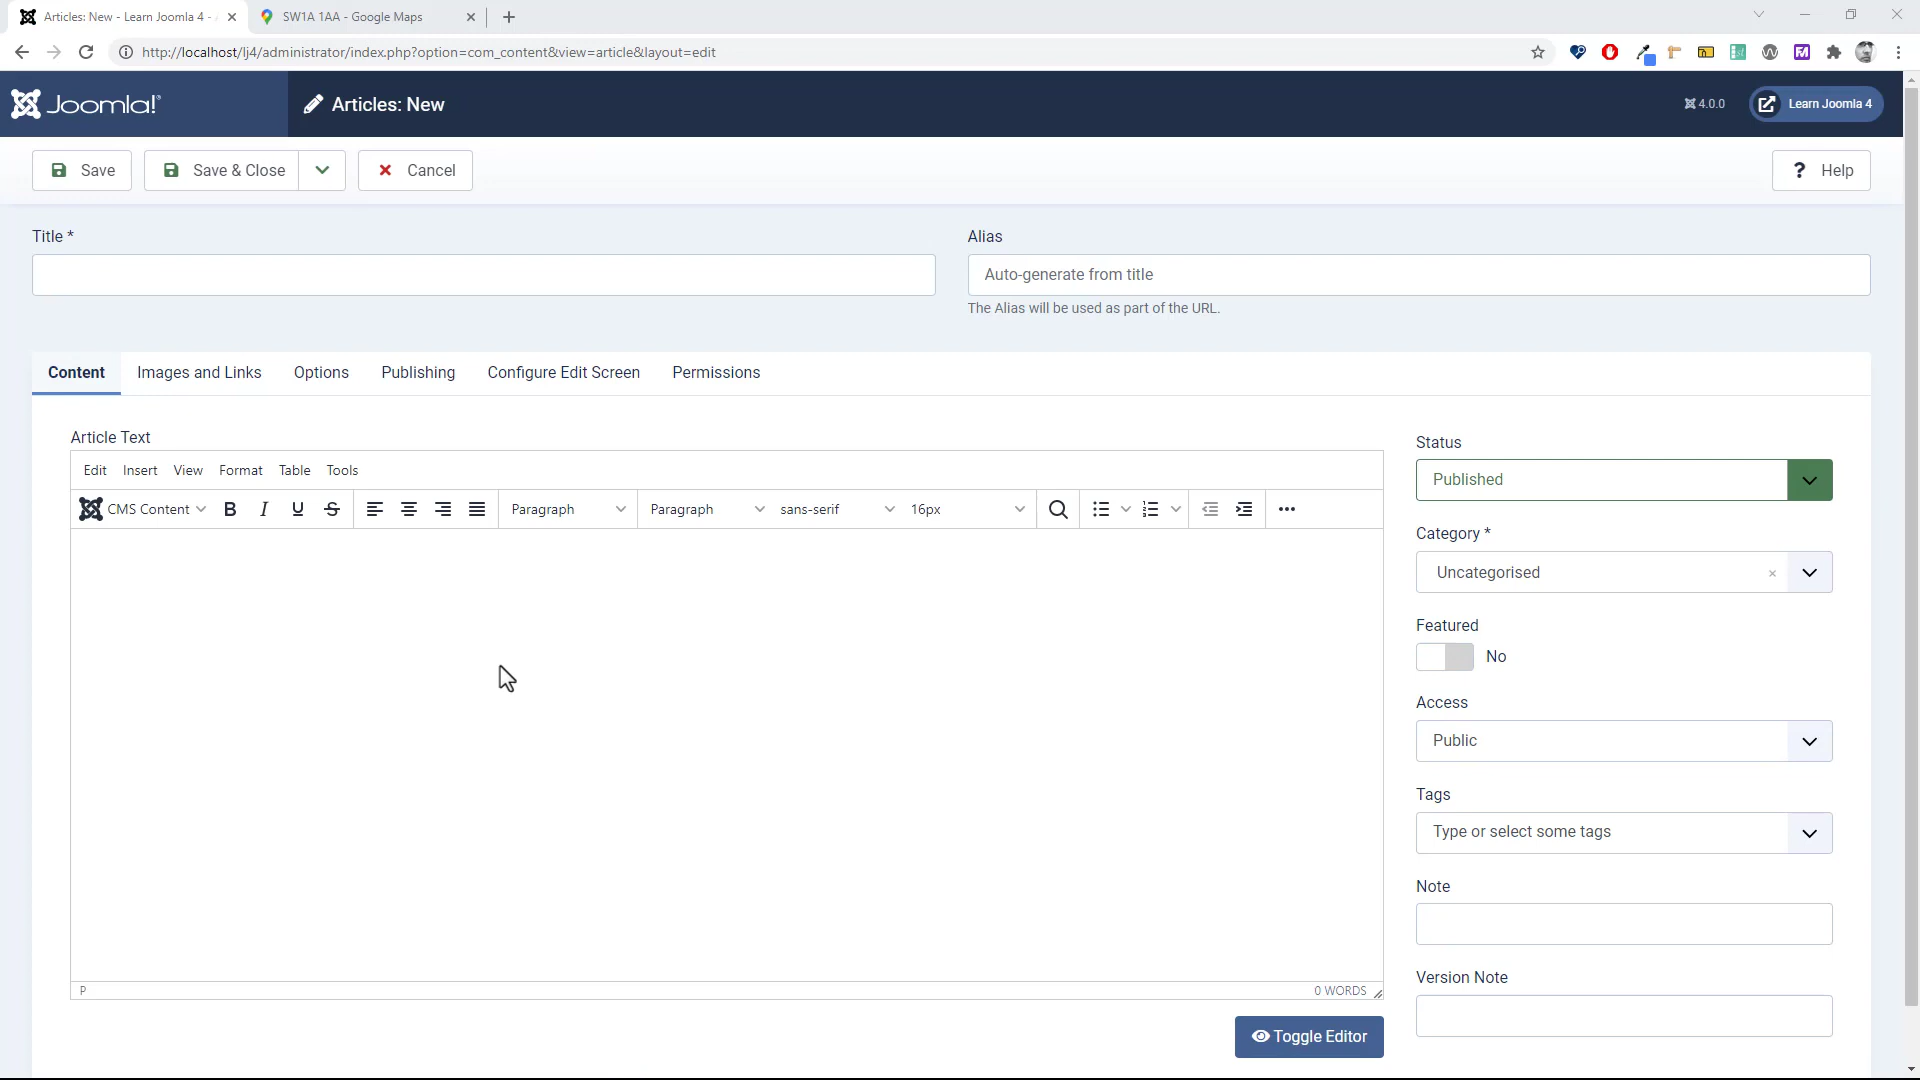 Articles: New - Learn Joomla 4 -
SW1A 1AA - Google Maps
http://localhost/lj4/administrator/index.php?option=com_content&view=article&layout=edit
Joomla!®
Articles: New
4.0.0
Learn Joomla 4
Save
Save & Close
Cancel
? Help
Title *
Alias
Auto-generate from title
The Alias will be used as part of the URL.
Content Images and Links Options Publishing Configure Edit Screen Permissions
Article Text
Edit Insert View Format Table Tools
CMS Content B I U S Paragraph Paragraph sans-serif 16px
P
0 WORDS
Toggle Editor
Status
Published
Category *
Uncategorised ×
Featured
No
Access
Public
Tags
Type or select some tags
Note
Version Note